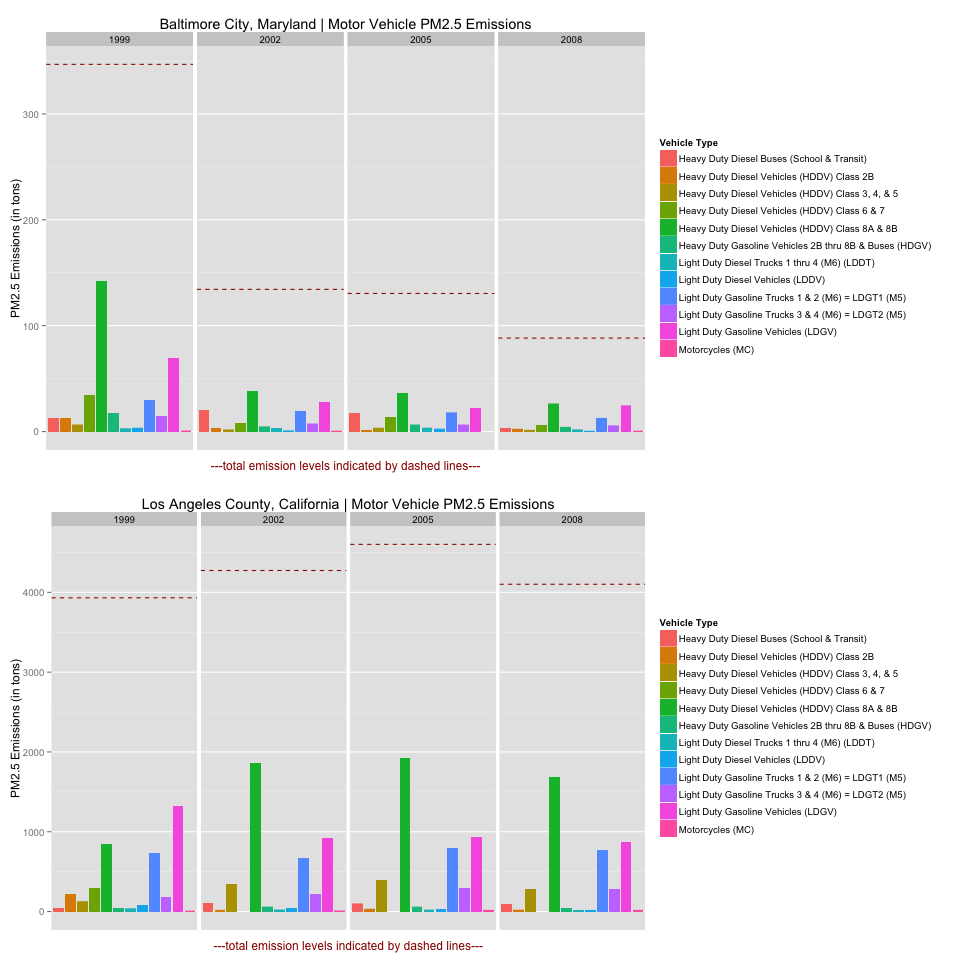 Baltimore City, Maryland | Motor Vehicle PM2.5 Emissions
1999 2002 2005 2008
PM2.5 Emissions (in tons)
300
200
100
0
---total emission levels indicated by dashed lines---
Vehicle Type
Heavy Duty Diesel Buses (School & Transit)
Heavy Duty Diesel Vehicles (HDDV) Class 2B
Heavy Duty Diesel Vehicles (HDDV) Class 3, 4, & 5
Heavy Duty Diesel Vehicles (HDDV) Class 6 & 7
Heavy Duty Diesel Vehicles (HDDV) Class 8A & 8B
Heavy Duty Gasoline Vehicles 2B thru 8B & Buses (HDGV)
Light Duty Diesel Trucks 1 thru 4 (M6) (LDDT)
Light Duty Diesel Vehicles (LDDV)
Light Duty Gasoline Trucks 1 & 2 (M6) = LDGT1 (M5)
Light Duty Gasoline Trucks 3 & 4 (M6) = LDGT2 (M5)
Light Duty Gasoline Vehicles (LDGV)
Motorcycles (MC)
Los Angeles County, California | Motor Vehicle PM2.5 Emissions
1999 2002 2005 2008
PM2.5 Emissions (in tons)
4000
3000
2000
1000
0
---total emission levels indicated by dashed lines---
Vehicle Type
Heavy Duty Diesel Buses (School & Transit)
Heavy Duty Diesel Vehicles (HDDV) Class 2B
Heavy Duty Diesel Vehicles (HDDV) Class 3, 4, & 5
Heavy Duty Diesel Vehicles (HDDV) Class 6 & 7
Heavy Duty Diesel Vehicles (HDDV) Class 8A & 8B
Heavy Duty Gasoline Vehicles 2B thru 8B & Buses (HDGV)
Light Duty Diesel Trucks 1 thru 4 (M6) (LDDT)
Light Duty Diesel Vehicles (LDDV)
Light Duty Gasoline Trucks 1 & 2 (M6) = LDGT1 (M5)
Light Duty Gasoline Trucks 3 & 4 (M6) = LDGT2 (M5)
Light Duty Gasoline Vehicles (LDGV)
Motorcycles (MC)